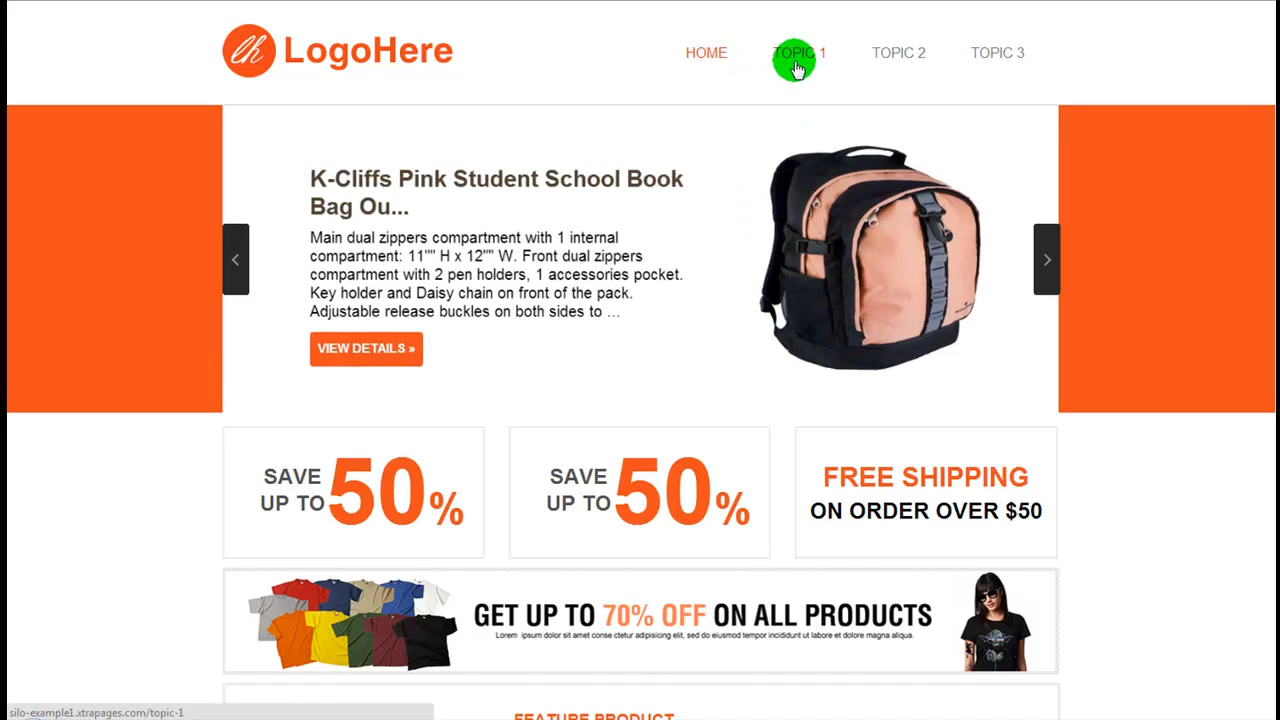 lh LogoHere
HOME TOPIC 1 TOPIC 2 TOPIC 3
K-Cliffs Pink Student School Book
Bag Ou...
Main dual zippers compartment with 1 internal
compartment: 11"" H x 12"" W. Front dual zippers
compartment with 2 pen holders, 1 accessories pocket.
Key holder and Daisy chain on front of the pack.
Adjustable release buckles on both sides to ...
VIEW DETAILS »
SAVE
UP TO 50%
SAVE
UP TO 50%
FREE SHIPPING
ON ORDER OVER $50
GET UP TO 70% OFF ON ALL PRODUCTS
Lorem ipsum dolor sit amet conse ctetur adipisicing elit, sed do eiusmod tempor incididunt ut labore et dolore magna aliqua.
FEATURE PRODUCT
silo-example1.xtrapages.com/topic-1